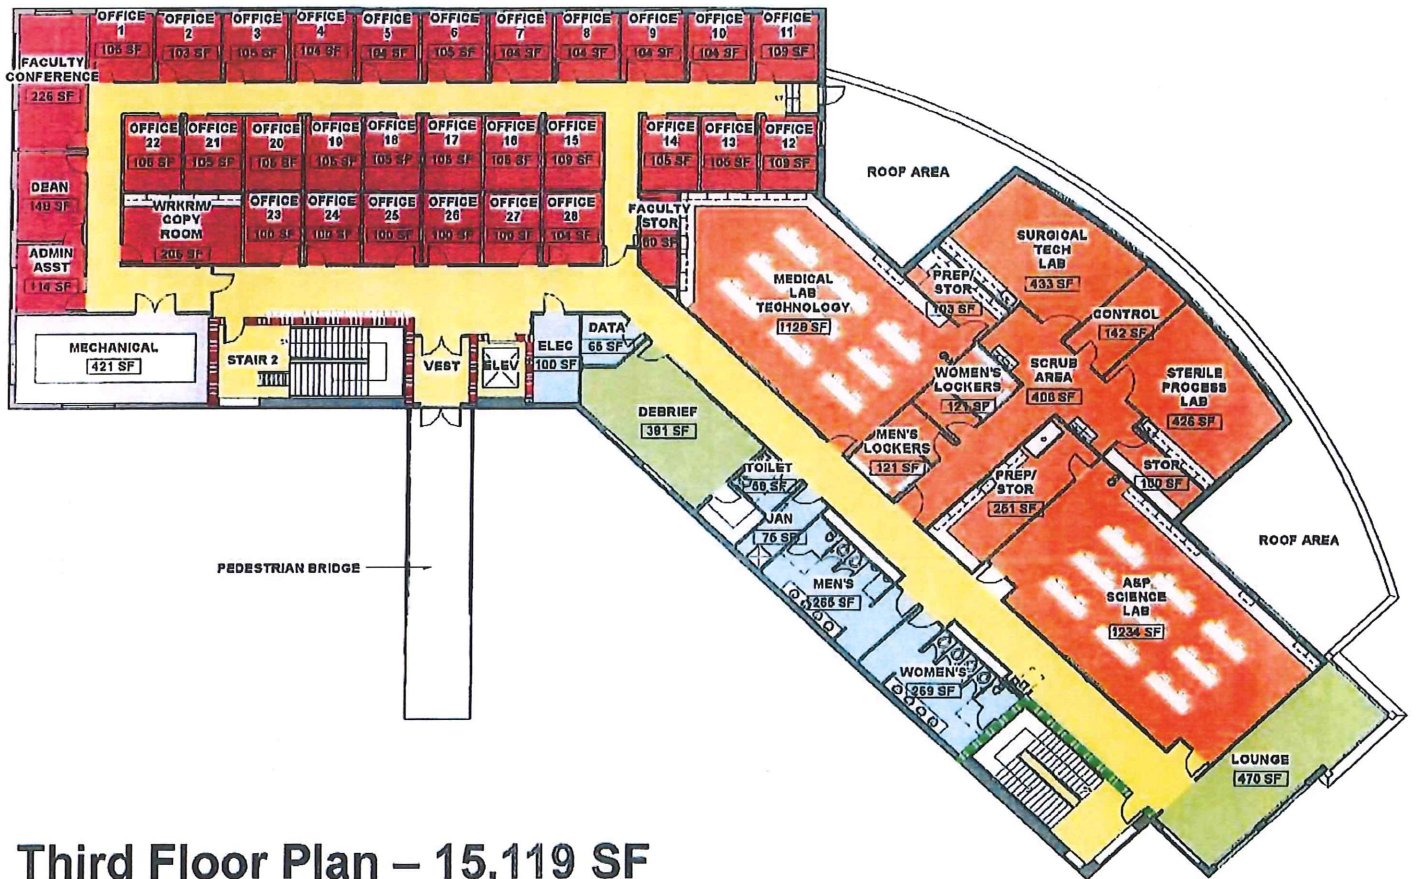 OFFICE
1
105 SF
OFFICE
2
103 SF
OFFICE
3
105 SF
OFFICE
4
104 SF
OFFICE
5
104 SF
OFFICE
6
105 SF
OFFICE
7
104 SF
OFFICE
8
104 SF
OFFICE
9
104 SF
OFFICE
10
104 SF
OFFICE
11
109 SF
FACULTY
CONFERENCE
226 SF
OFFICE
22
OFFICE
21
105 SF
OFFICE
20
105 SF
OFFICE
19
105 SF
OFFICE
18
105 SF
OFFICE
17
105 SF
OFFICE
16
105 SF
OFFICE
15
109 SF
OFFICE
14
105 SF
OFFICE
13
OFFICE
12
109 SF
DEAN
148 SF
WRKRM/
COPY
ROOM
OFFICE
23
100 SF
OFFICE
24
100 SF
OFFICE
25
100 SF
OFFICE
26
100 SF
OFFICE
27
100 SF
OFFICE
28
104 SF
FACULTY
STOR
60 SF
ADMIN
ASST
114 SF
ROOF AREA
SURGICAL
TECH
LAB
433 SF
MEDICAL
LAB
TECHNOLOGY
1128 SF
PREP/
STOR
103 SF
CONTROL
142 SF
MECHANICAL
421 SF
STAIR 2
VEST
ELEV
ELEC
100 SF
DATA
WOMEN'S
LOCKERS
121 SF
SCRUB
AREA
406 SF
STERILE
PROCESS
LAB
426 SF
DEBRIEF
391 SF
MEN'S
LOCKERS
121 SF
TOILET
PREP/
STOR
251 SF
STOR
100 SF
JAN
75 SF
ROOF AREA
PEDESTRIAN BRIDGE
MEN'S
265 SF
A&P
SCIENCE
LAB
1234 SF
WOMEN'S
269 SF
LOUNGE
470 SF
Third Floor Plan – 15,119 SF